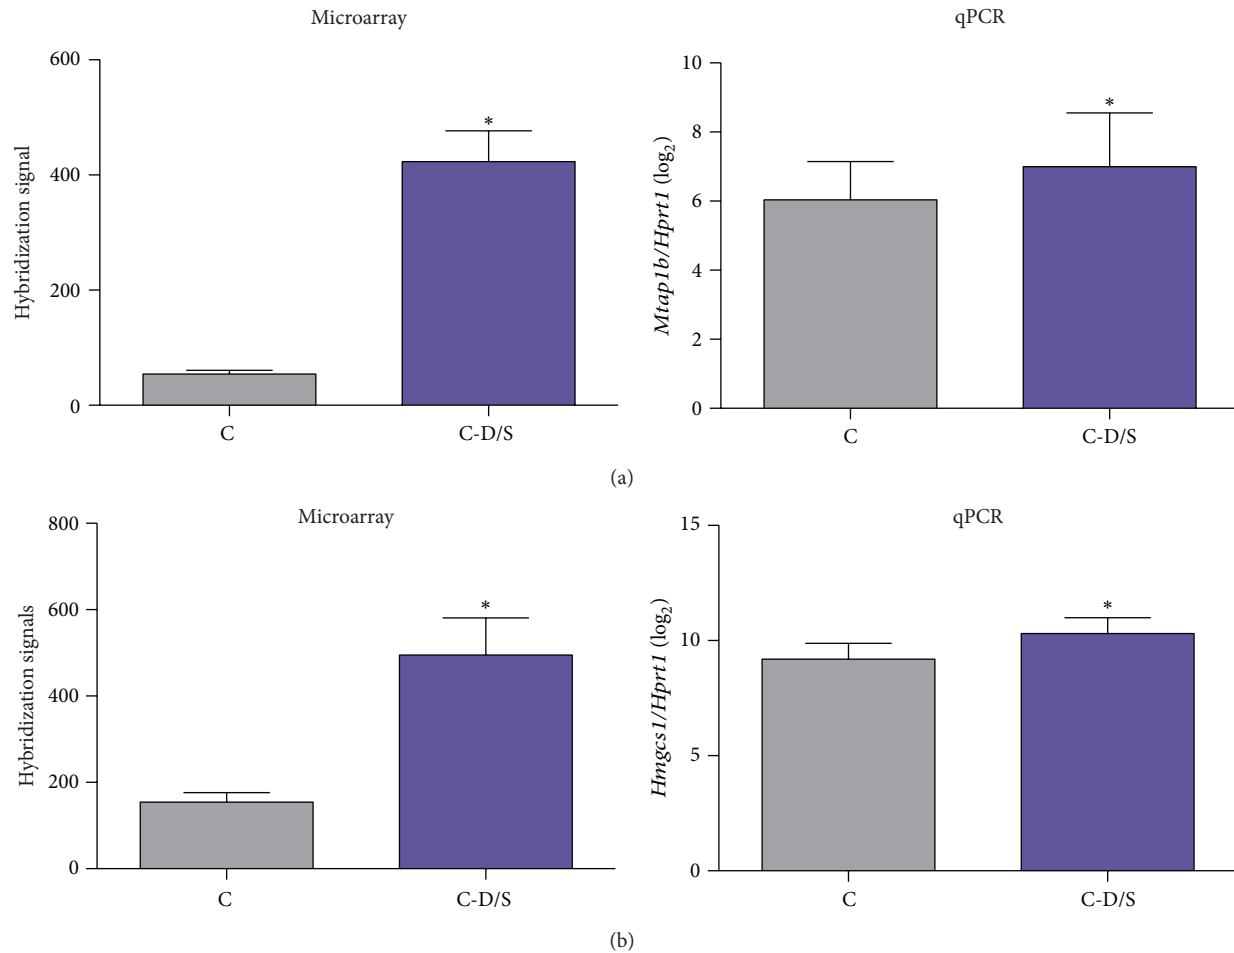 Microarray
600
400
200
0
Hybridization signal
*
C
C-D/S
qPCR
10
8
6
4
2
0
Mtap1b/Hprt1 (log2)
*
C
C-D/S
(a)
Microarray
800
600
400
200
0
Hybridization signals
*
C
C-D/S
qPCR
15
10
5
0
Hmgcs1/Hprt1 (log2)
*
C
C-D/S
(b)